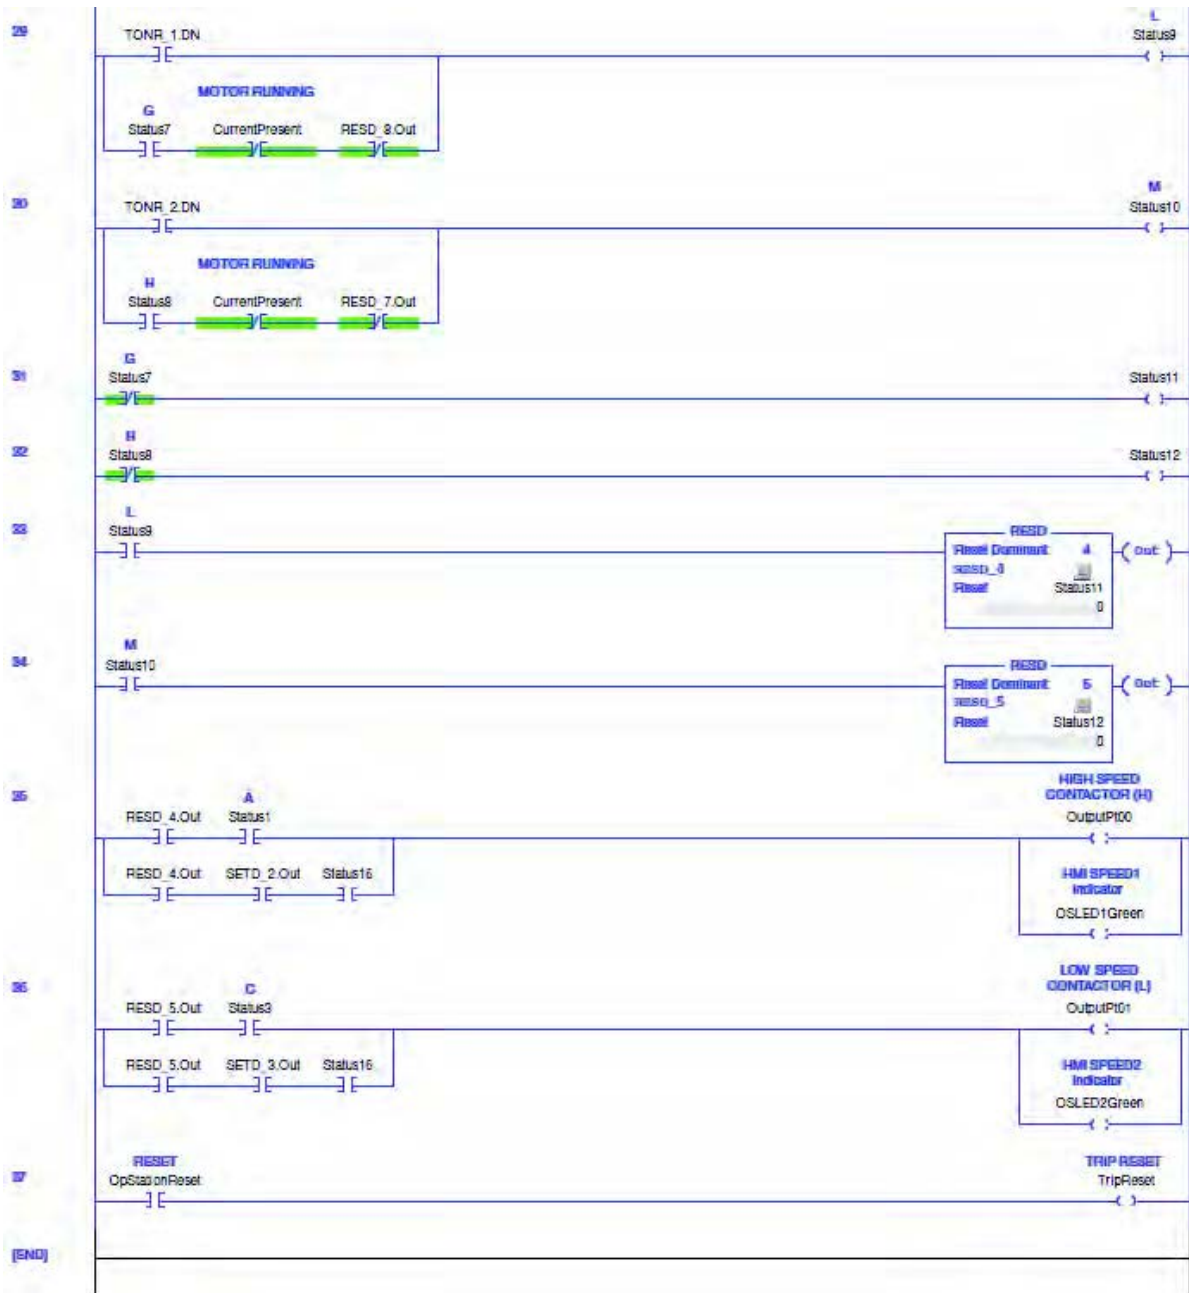 29
TONR_1.DN
L
Status9
MOTOR RUNNING
G
Status7 CurrentPresent RESD_8.Out
30
TONR_2.DN
M
Status10
MOTOR RUNNING
H
Status8 CurrentPresent RESD_7.Out
31
G
Status7
Status11
32
H
Status8
Status12
33
L
Status9
RESD
Reset Dominant 4
RESD_4
Reset Status11
0
(Out)
34
M
Status10
RESD
Reset Dominant 5
RESD_5
Reset Status12
0
(Out)
35
A
RESD_4.Out Status1
RESD_4.Out SETD_2.Out Status16
HIGH SPEED
CONTACTOR (H)
OutputPt00
HMI SPEED1
Indicator
OSLED1Green
36
C
RESD_5.Out Status3
RESD_5.Out SETD_3.Out Status16
LOW SPEED
CONTACTOR (L)
OutputPt01
HMI SPEED2
Indicator
OSLED2Green
37
RESET
OpStationReset
TRIP RESET
TripReset
(END)